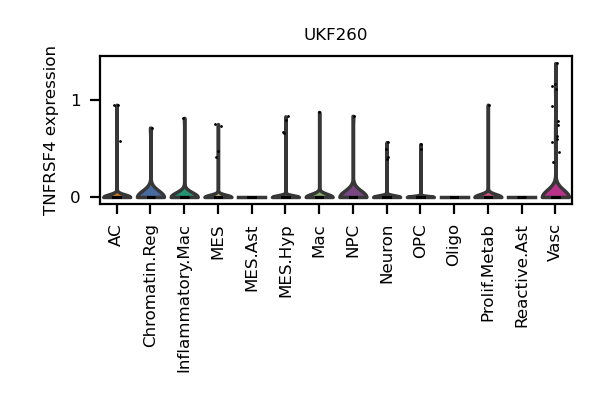 UKF260
TNFRSF4 expression
1
0
AC
Chromatin.Reg
Inflammatory.Mac
MES
MES.Ast
MES.Hyp
Mac
NPC
Neuron
OPC
Oligo
Prolif.Metab
Reactive.Ast
Vasc